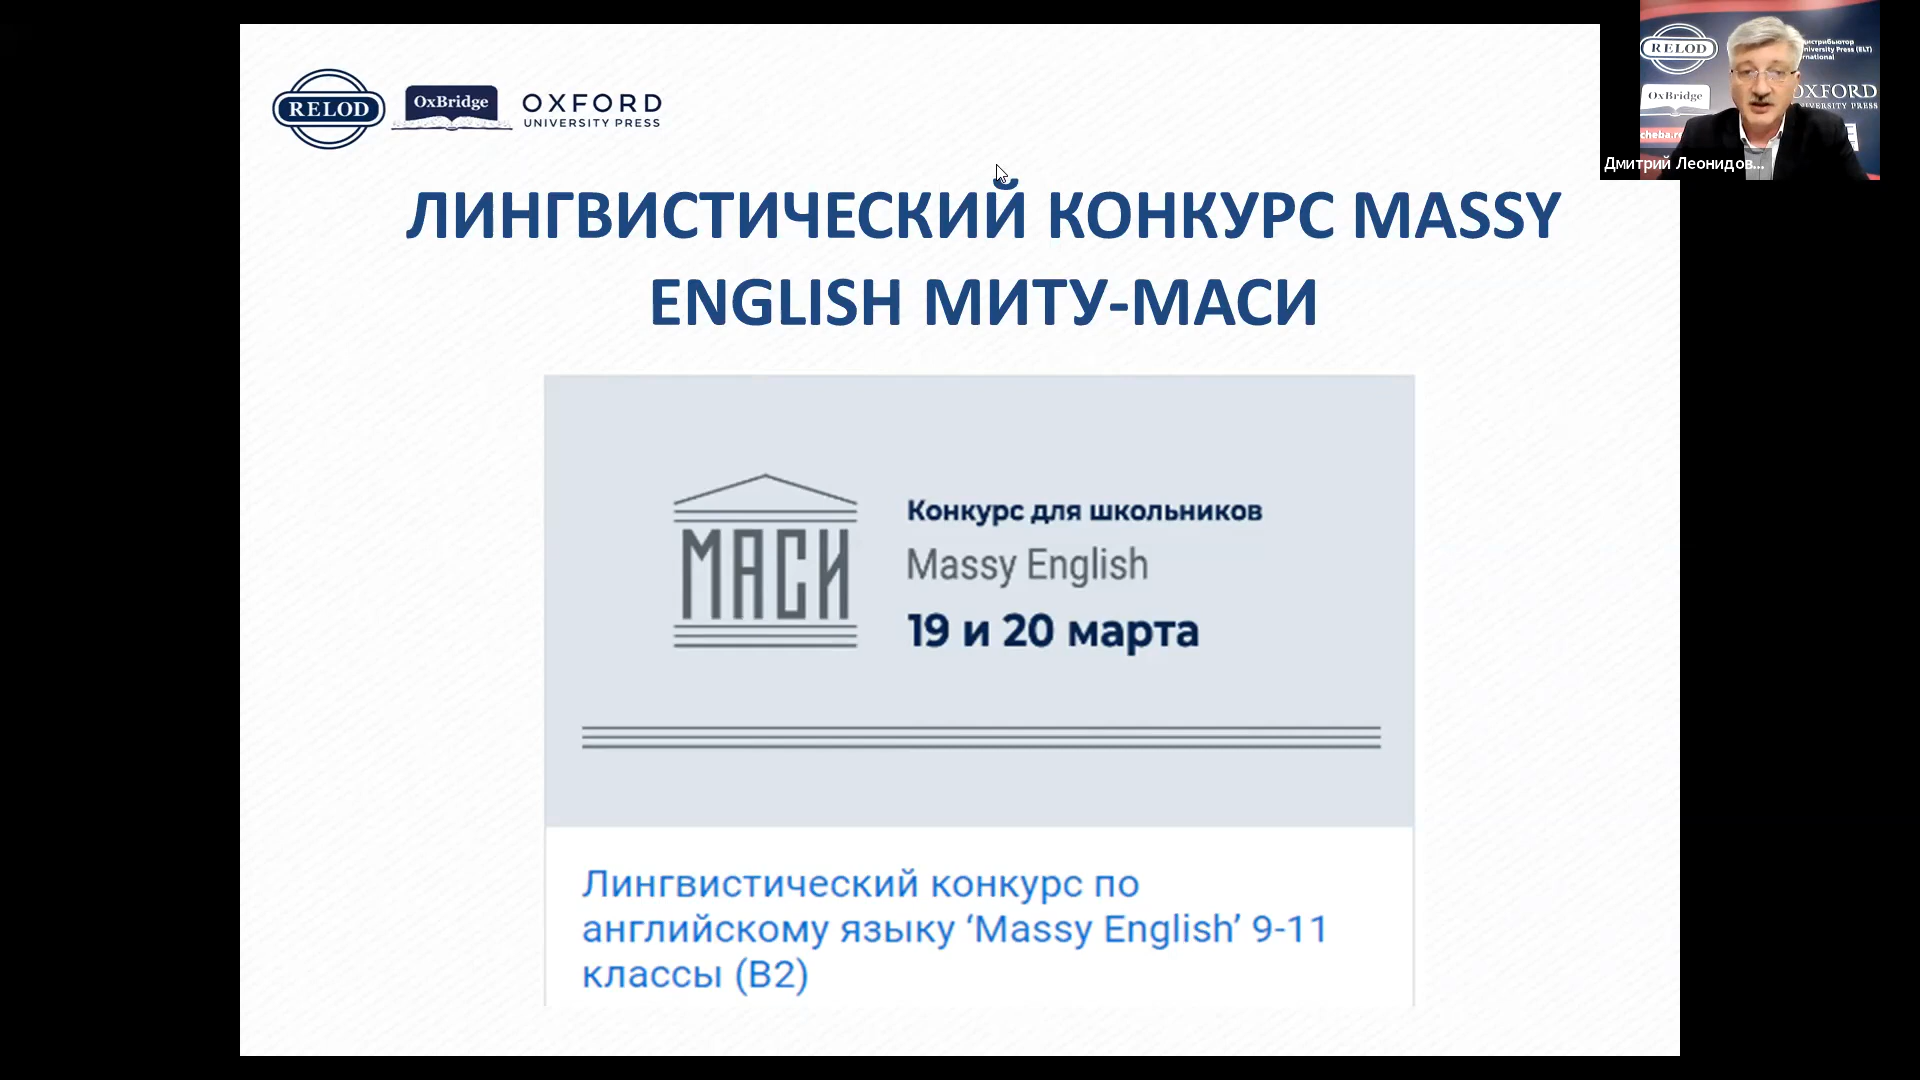 RELOD
OxBridge
OXFORD
UNIVERSITY PRESS
ЛИНГВИСТИЧЕСКИЙ КОНКУРС MASSY
ENGLISH МИТУ-МАСИ
МАСИ
Конкурс для школьников
Massy English
19 и 20 марта
Лингвистический конкурс по
английскому языку ‘Massy English’ 9-11
классы (B2)
RELOD
OxBridge
OXFORD
Дмитрий Леонидов...